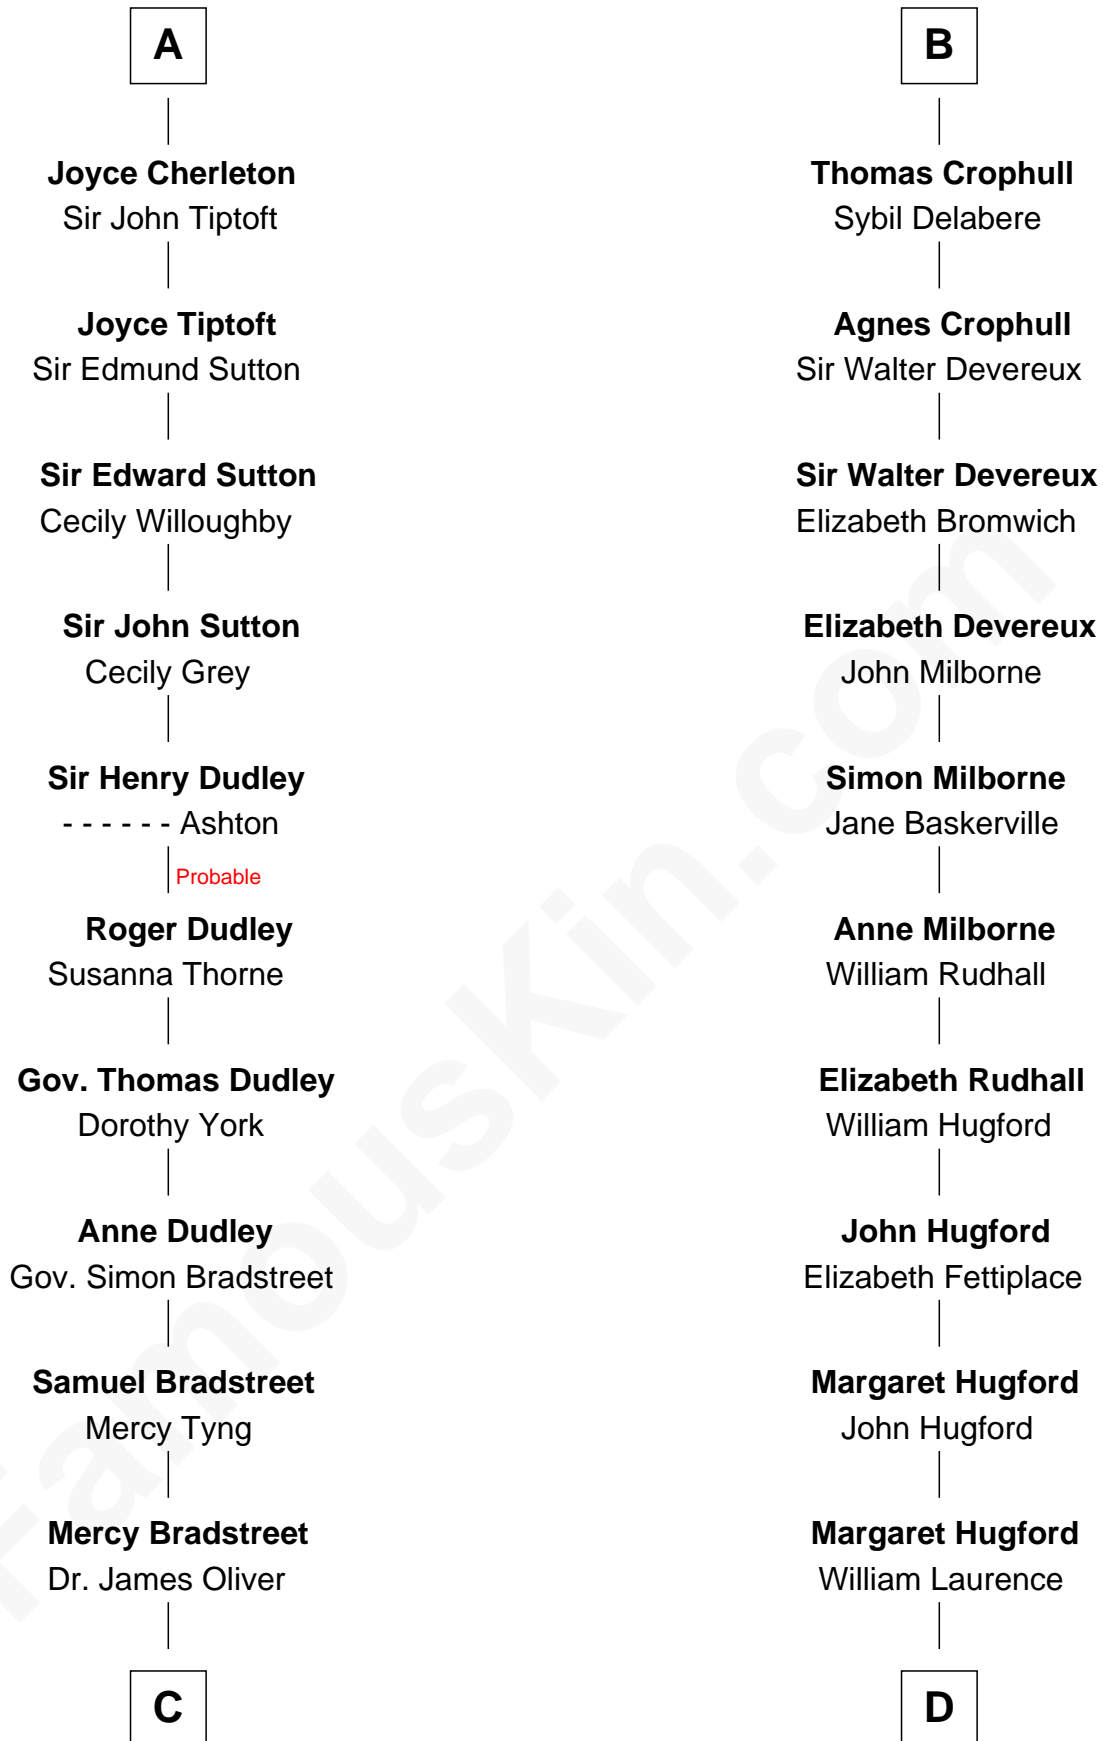 A
Joyce Cherleton
Sir John Tiptoft
Joyce Tiptoft
Sir Edmund Sutton
Sir Edward Sutton
Cecily Willoughby
Sir John Sutton
Cecily Grey
Sir Henry Dudley
- - - - - - Ashton
Probable
Roger Dudley
Susanna Thorne
Gov. Thomas Dudley
Dorothy York
Anne Dudley
Gov. Simon Bradstreet
Samuel Bradstreet
Mercy Tyng
Mercy Bradstreet
Dr. James Oliver
C
B
Thomas Crophull
Sybil Delabere
Agnes Crophull
Sir Walter Devereux
Sir Walter Devereux
Elizabeth Bromwich
Elizabeth Devereux
John Milborne
Simon Milborne
Jane Baskerville
Anne Milborne
William Rudhall
Elizabeth Rudhall
William Hugford
John Hugford
Elizabeth Fettiplace
Margaret Hugford
John Hugford
Margaret Hugford
William Laurence
D
FamousKin.com